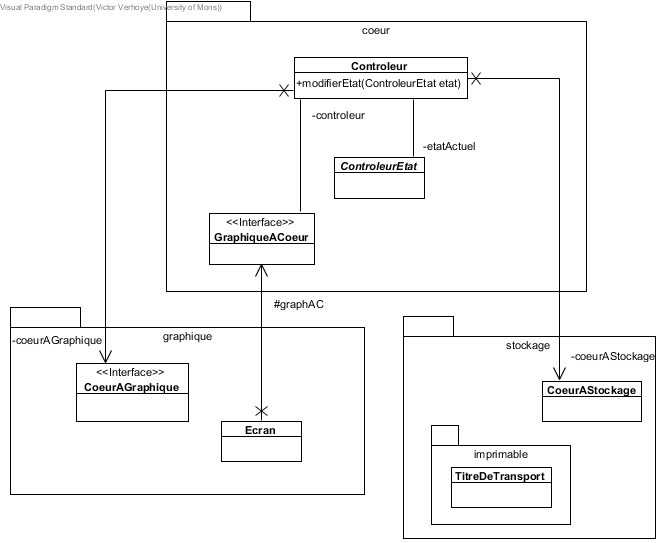 Visual Paradigm Standard(Victor Verhoye(University of Mons))
coeur
Controleur
+modifierEtat(ControleurEtat etat)
-controleur
-etatActuel
ControleurEtat
<<Interface>>
GraphiqueACoeur
#graphAC
graphique
-coeurAGraphique
<<Interface>>
CoeurAGraphique
Ecran
stockage
-coeurAStockage
CoeurAStockage
imprimable
TitreDeTransport